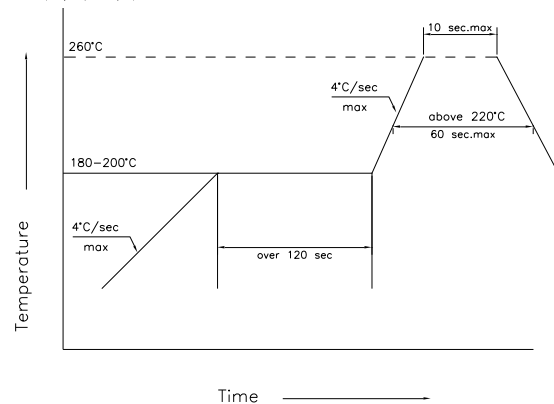 10 sec.max
260°C
4°C/sec
max
above 220°C
60 sec.max
180-200°C
4°C/sec
max
over 120 sec
Temperature
Time